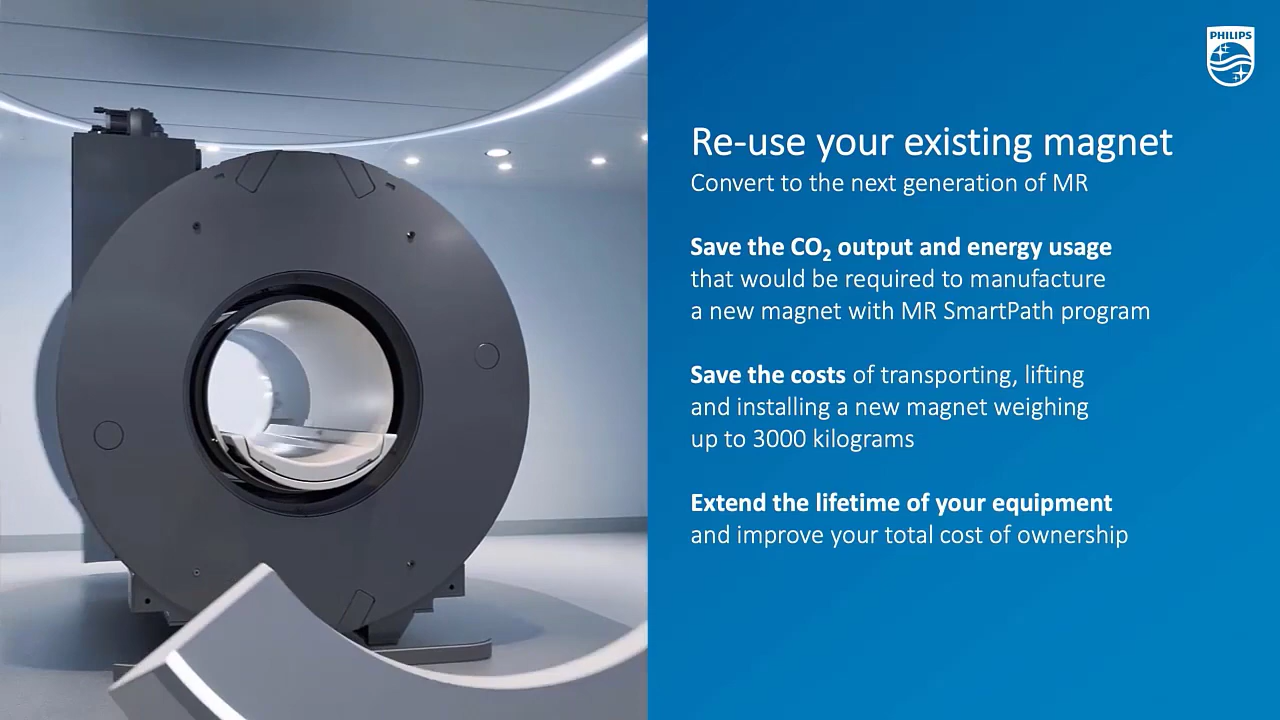 PHILIPS
Re-use your existing magnet
Convert to the next generation of MR
Save the CO₂ output and energy usage
that would be required to manufacture
a new magnet with MR SmartPath program
Save the costs of transporting, lifting
and installing a new magnet weighing
up to 3000 kilograms
Extend the lifetime of your equipment
and improve your total cost of ownership